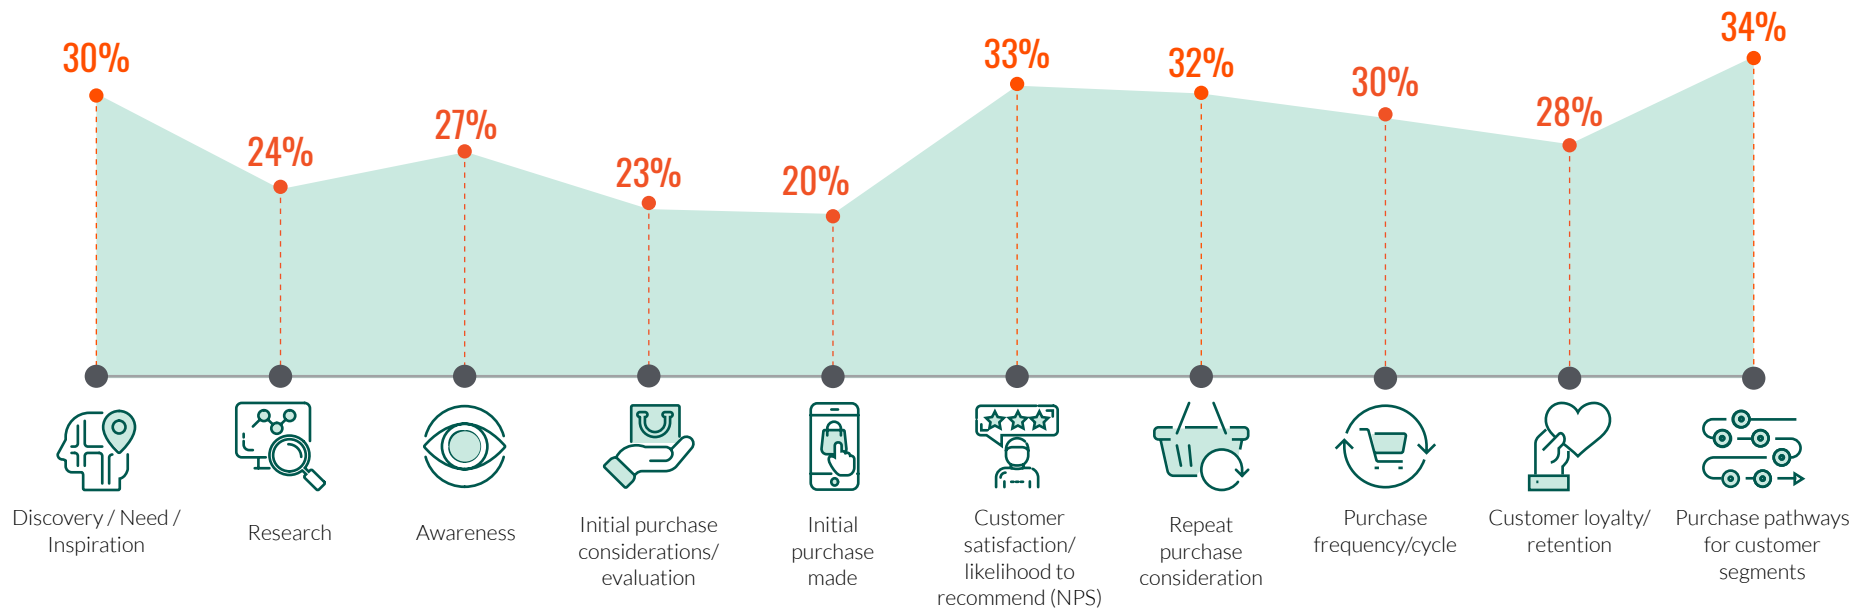 30%
24%
27%
23%
20%
33%
32%
30%
28%
34%
Discovery / Need /
Inspiration
Research
Awareness
Initial purchase
considerations/
evaluation
Initial
purchase
made
Customer
satisfaction/
likelihood to
recommend (NPS)
Repeat
purchase
consideration
Purchase
frequency/cycle
Customer loyalty/
retention
Purchase pathways
for customer
segments